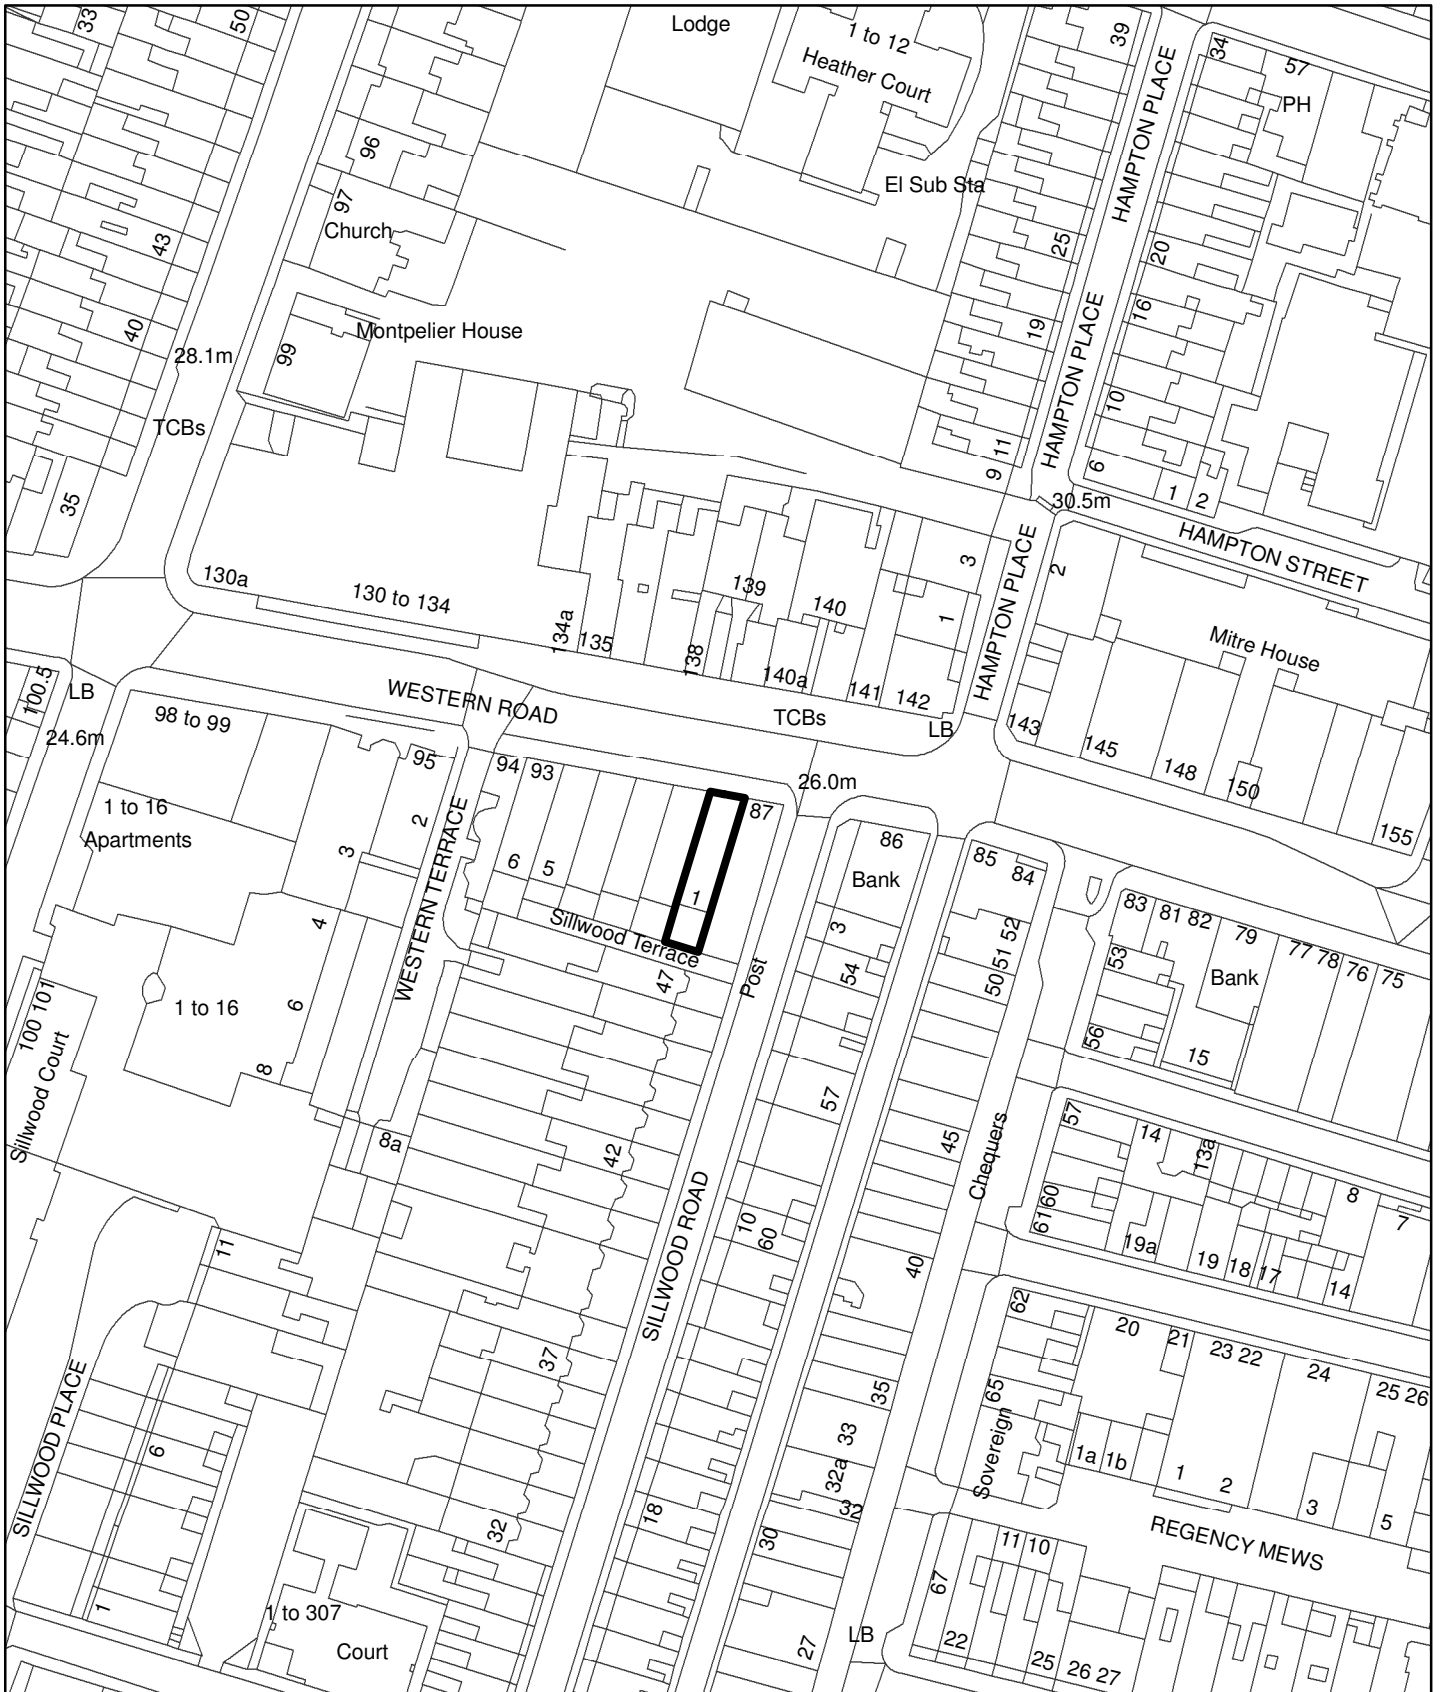 33
50
Lodge
1 to 12
Heather Court
39
HAMPTON PLACE
34
57
PH
96
97
Church
El Sub Sta
43
25
20
40
28.1m
99
Montpelier House
19
HAMPTON PLACE
16
TCBs
10
35
9 11
6
1
2
30.5m
HAMPTON STREET
130a
130 to 134
134a
135
138
139
140
140a
141
142
3
1
HAMPTON PLACE
2
Mitre House
100.5
LB
24.6m
98 to 99
WESTERN ROAD
TCBs
LB
143
145
148
150
155
95
94
93
87
26.0m
1 to 16
Apartments
2
3
WESTERN TERRACE
6
5
1
Sillwood Terrace
86
Bank
85
84
83
81 82
79
77 78
76
75
Bank
4
6
8
1 to 16
100 101
Sillwood Court
47
Post
3
54
50 51 52
53
56
15
57
8a
42
45
Chequers
57
14
13a
8
7
11
SILLWOOD ROAD
10
60
40
61 60
19a
19
18
17
14
62
20
21
23 22
24
25 26
SILLWOOD PLACE
6
37
35
65
33
32a
32
Sovereign
1a
1b
1
2
3
5
REGENCY MEWS
32
18
30
11 10
67
1
1 to 307
Court
27
LB
22
25
26 27